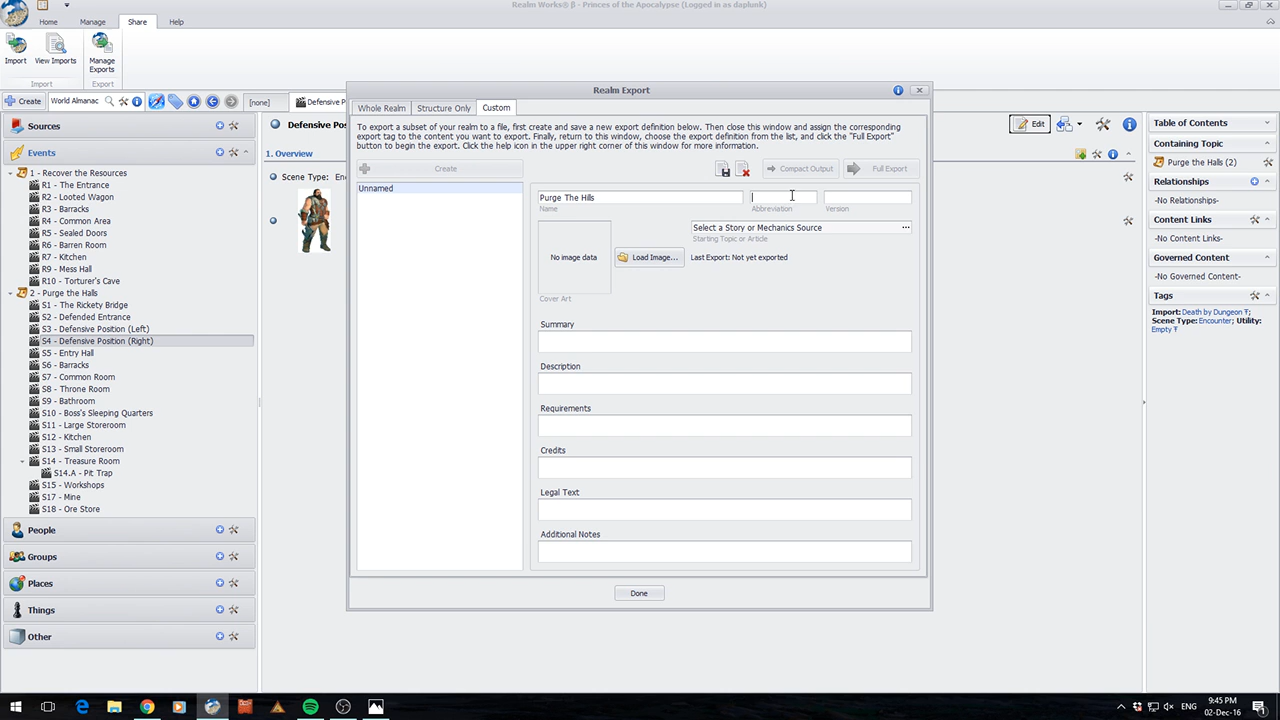 Realm Works® β - Princes of the Apocalypse (Logged in as daplunk)
Home Manage Share Help
Import View Imports Manage Exports
Import Export
Create World Almanac [none] Defensive P
Sources
Events
1 - Recover the Resources
R1 - The Entrance
R2 - Looted Wagon
R3 - Barracks
R4 - Common Area
R5 - Sealed Doors
R6 - Barren Room
R7 - Kitchen
R9 - Mess Hall
R10 - Torturer's Cave
2 - Purge the Halls
S1 - The Rickety Bridge
S2 - Defended Entrance
S3 - Defensive Position (Left)
S4 - Defensive Position (Right)
S5 - Entry Hall
S6 - Barracks
S7 - Common Room
S8 - Throne Room
S9 - Bathroom
S10 - Boss's Sleeping Quarters
S11 - Large Storeroom
S12 - Kitchen
S13 - Small Storeroom
S14 - Treasure Room
S14.A - Pit Trap
S15 - Workshops
S17 - Mine
S18 - Ore Store
People
Groups
Places
Things
Other
Defensive Pos
1. Overview
Scene Type: En
Realm Export
Whole Realm Structure Only Custom
To export a subset of your realm to a file, first create and save a new export definition below. Then close this window and assign the corresponding
export tag to the content you want to export. Finally, return to this window, choose the export definition from the list, and click the "Full Export"
button to begin the export. Click the help icon in the upper right corner of this window for more information.
Create Compact Output Full Export
Unnamed
Purge The Hills
Name Abbreviation Version
Select a Story or Mechanics Source ...
Starting Topic or Article
No image data Load Image... Last Export: Not yet exported
Cover Art
Summary
Description
Requirements
Credits
Legal Text
Additional Notes
Done
Edit
Table of Contents
Containing Topic
Purge the Halls (2)
Relationships
-No Relationships-
Content Links
-No Content Links-
Governed Content
-No Governed Content-
Tags
Import: Death by Dungeon Ŧ;
Scene Type: Encounter; Utility:
Empty Ŧ
ENG
9:45 PM
02-Dec-16